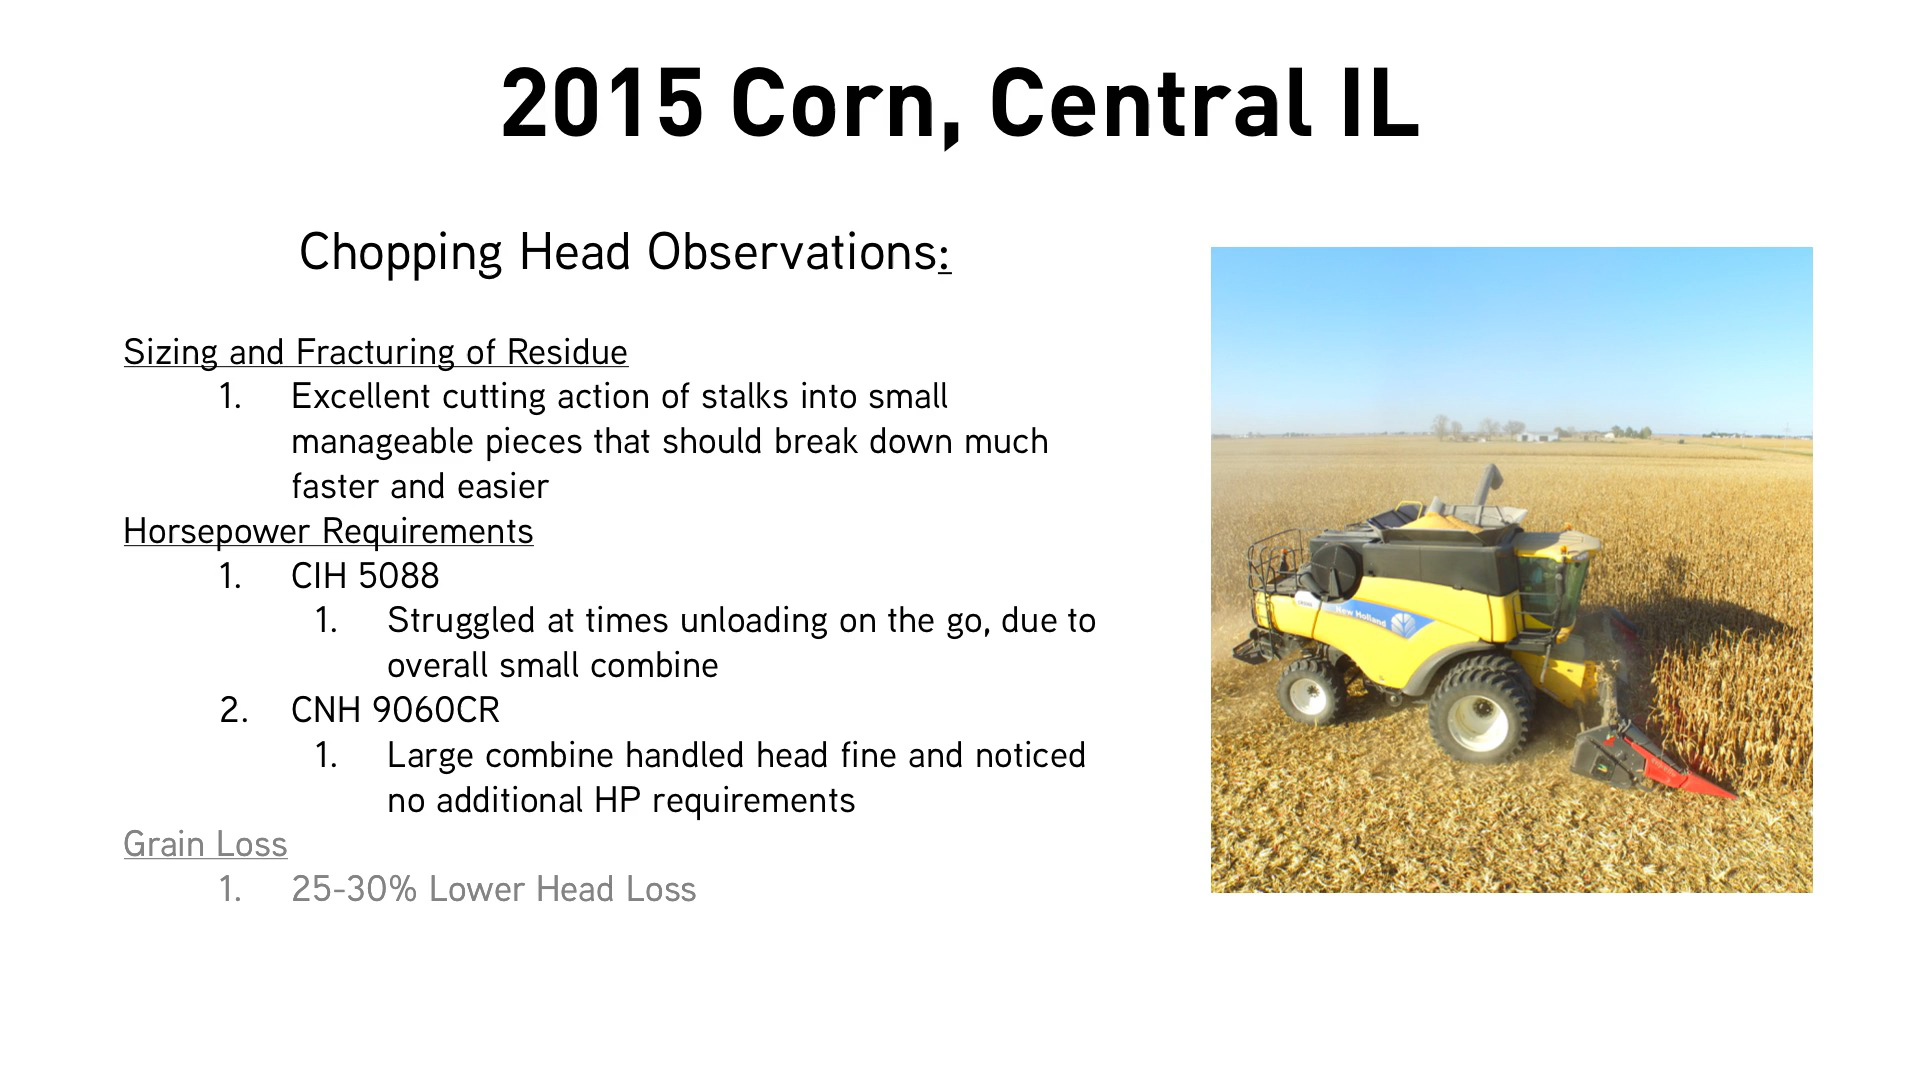 2015 Corn, Central IL
Chopping Head Observations:
Sizing and Fracturing of Residue
1. Excellent cutting action of stalks into small
manageable pieces that should break down much
faster and easier
Horsepower Requirements
1. CIH 5088
1. Struggled at times unloading on the go, due to
overall small combine
2. CNH 9060CR
1. Large combine handled head fine and noticed
no additional HP requirements
Grain Loss
1. 25-30% Lower Head Loss
New Holland